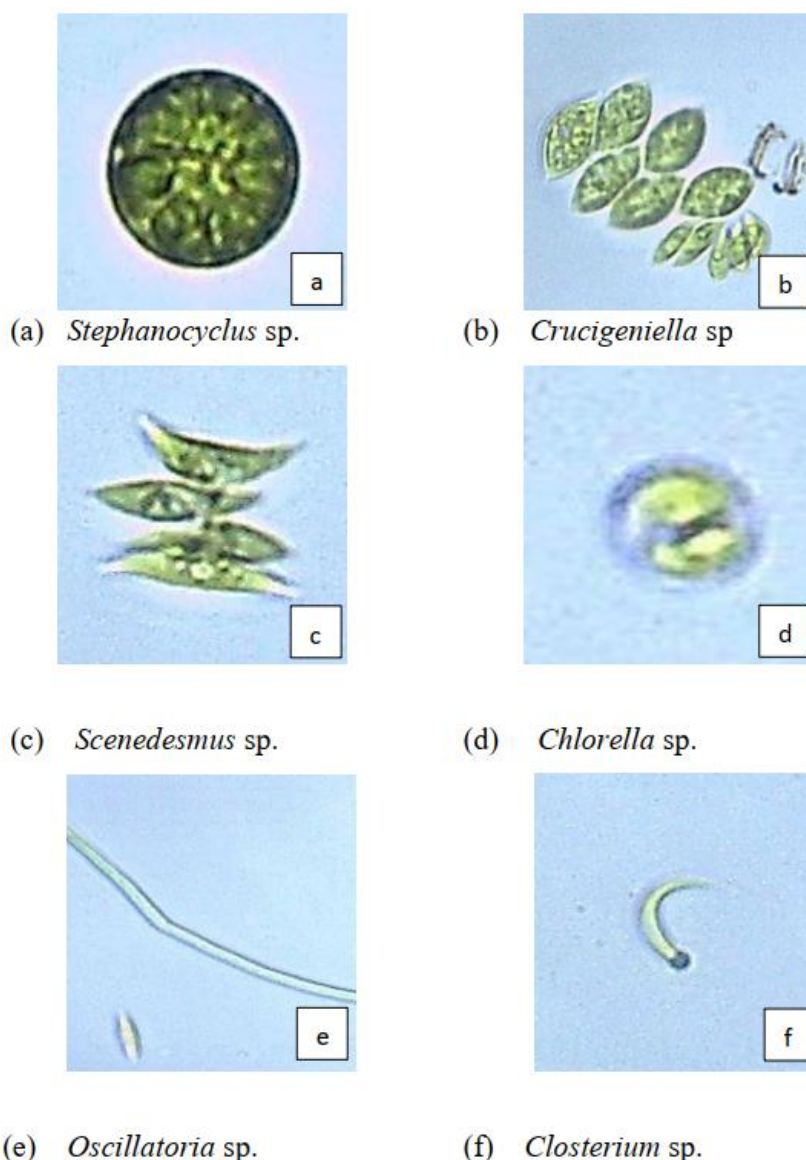 a
b
(a) Stephanocyclus sp.
(b) Crucigeniella sp
c
d
(c) Scenedesmus sp.
(d) Chlorella sp.
e
f
(e) Oscillatoria sp.
(f) Closterium sp.